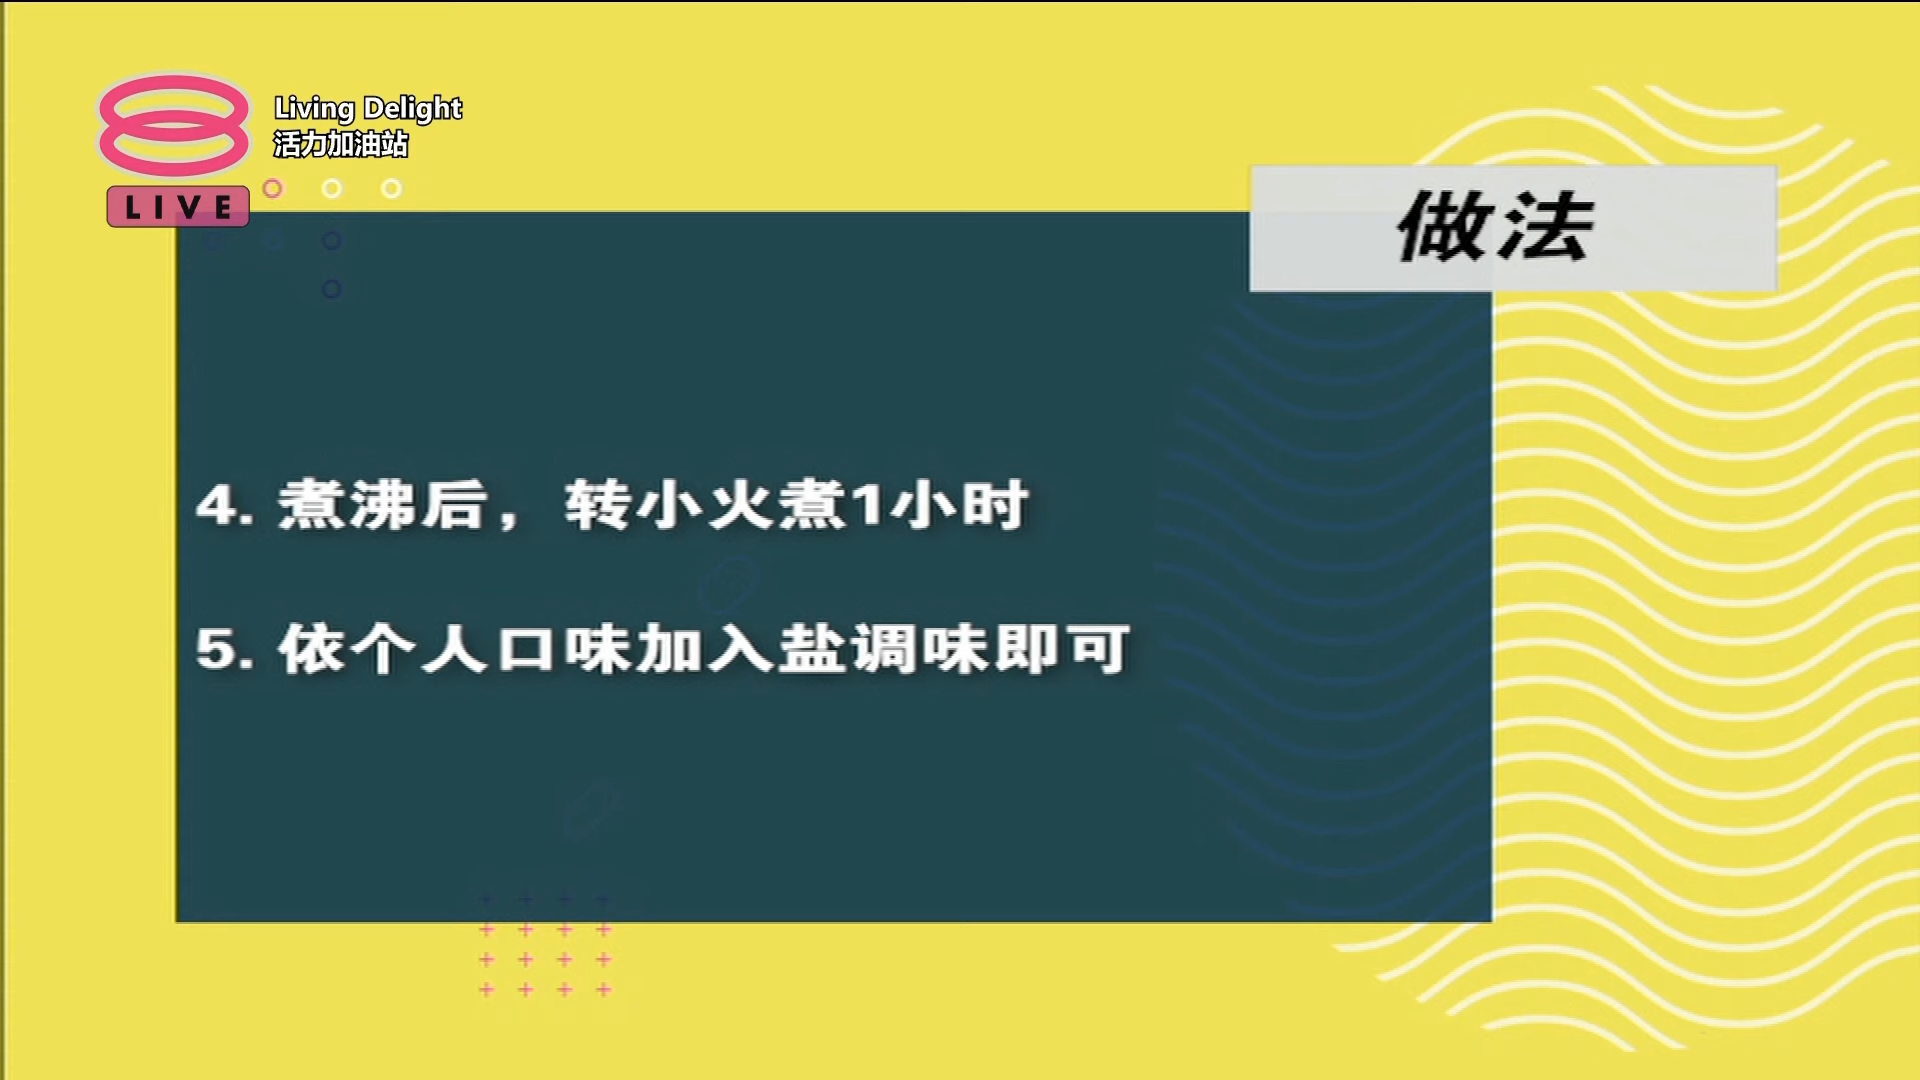 Living Delight
活力加油站
LIVE
做法
4. 煮沸后，转小火煮1小时
5. 依个人口味加入盐调味即可